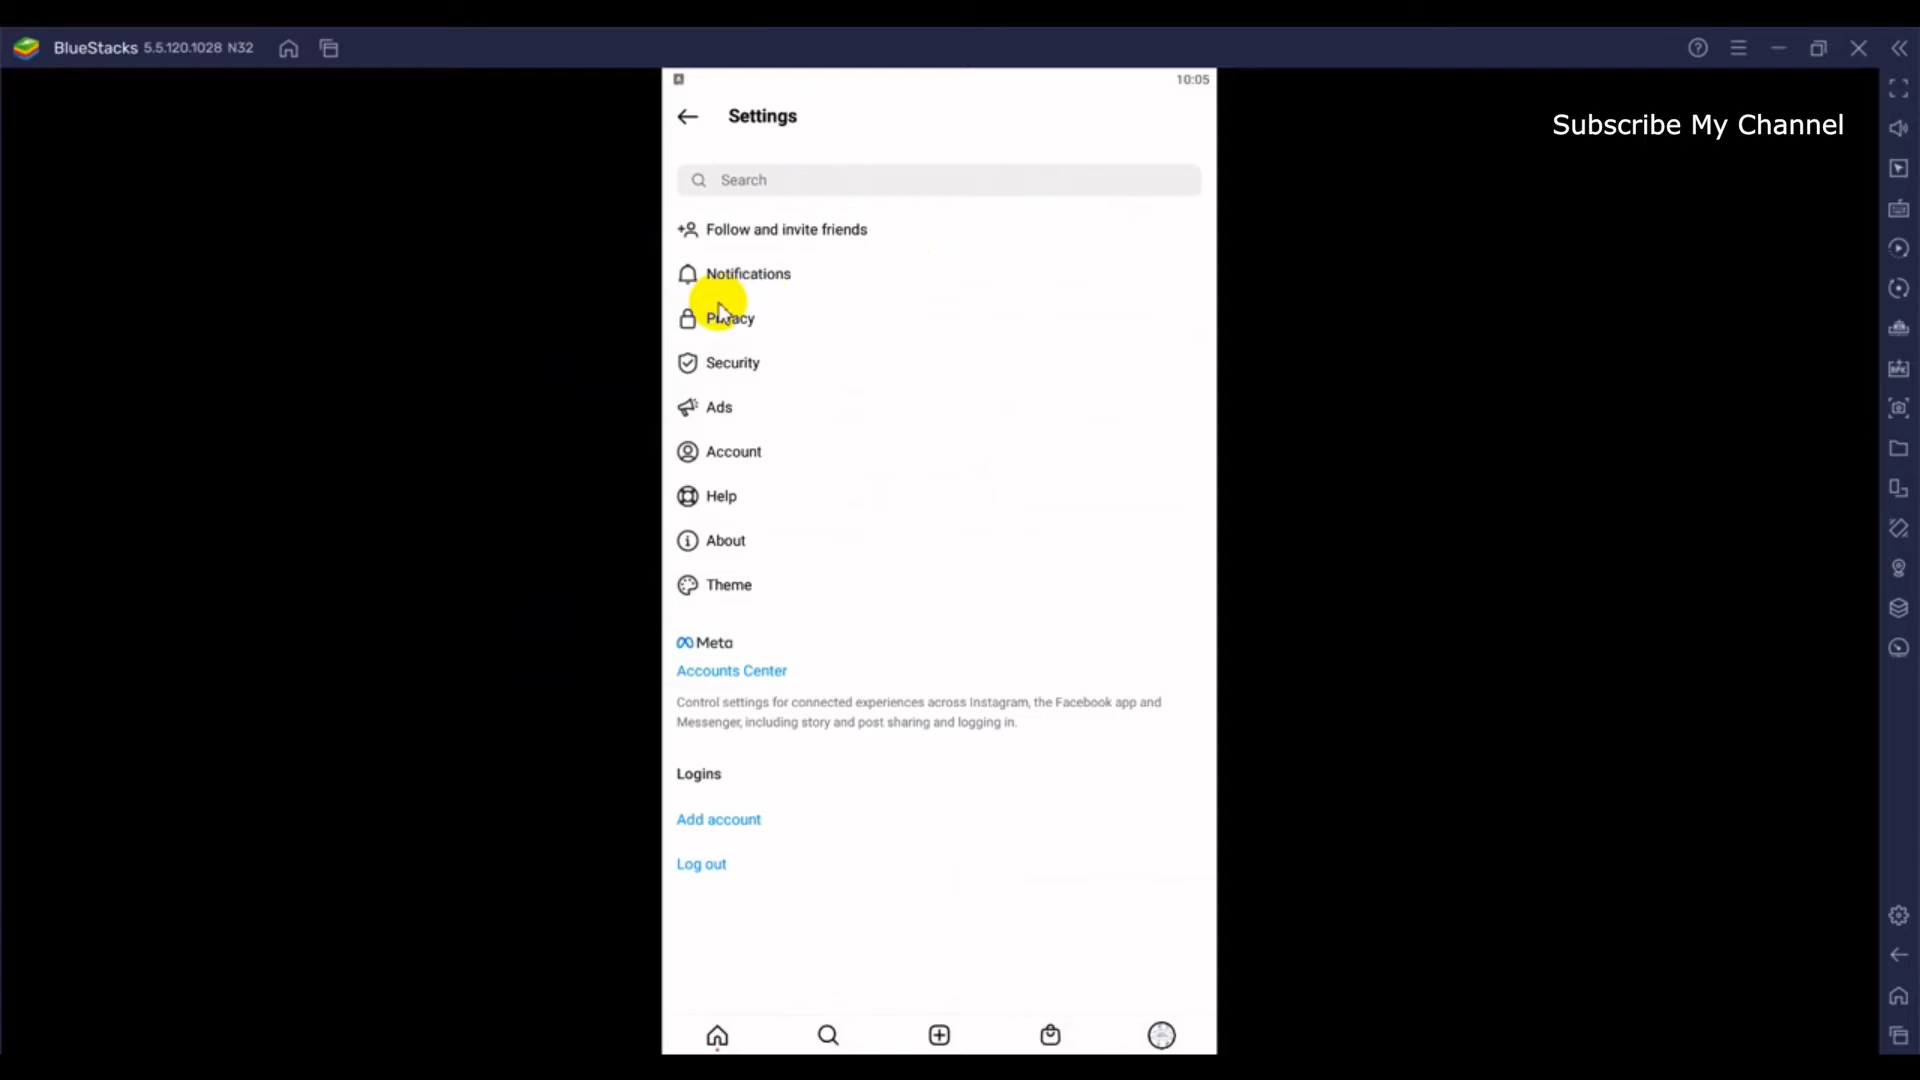 BlueStacks 5.5.120.1028 N32
10:05
Settings
Subscribe My Channel
Search
Follow and invite friends
Notifications
Privacy
Security
Ads
Account
Help
About
Theme
Meta
Accounts Center
Control settings for connected experiences across Instagram, the Facebook app and
Messenger, including story and post sharing and logging in.
Logins
Add account
Log out